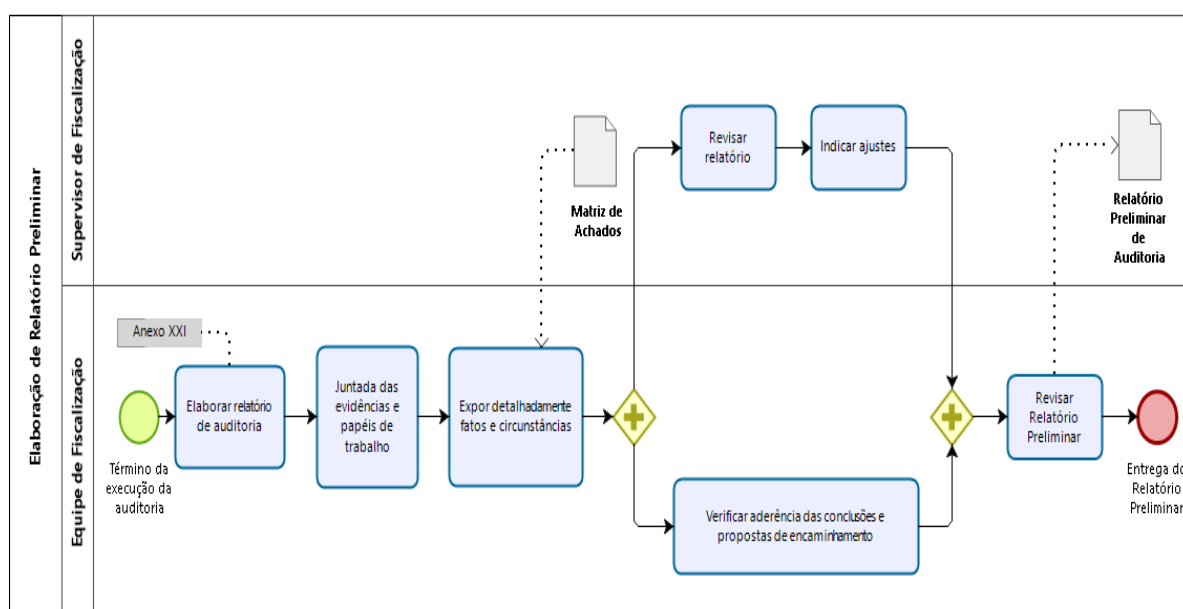 Elaboração de Relatório Preliminar
Supervisor de Fiscalização
Matriz de
Achados
Revisar
relatório
Indicar ajustes
Relatório
Preliminar
de
Auditoria
Equipe de Fiscalização
Anexo XXI
Término da
execução da
auditoria
Elaborar relatório
de auditoria
Juntada das
evidências e
papéis de
trabalho
Expor detalhadamente
fatos e circunstâncias
Verificar aderência das conclusões e
propostas de encaminhamento
Revisar
Relatório
Preliminar
Entrega do
Relatório
Preliminar